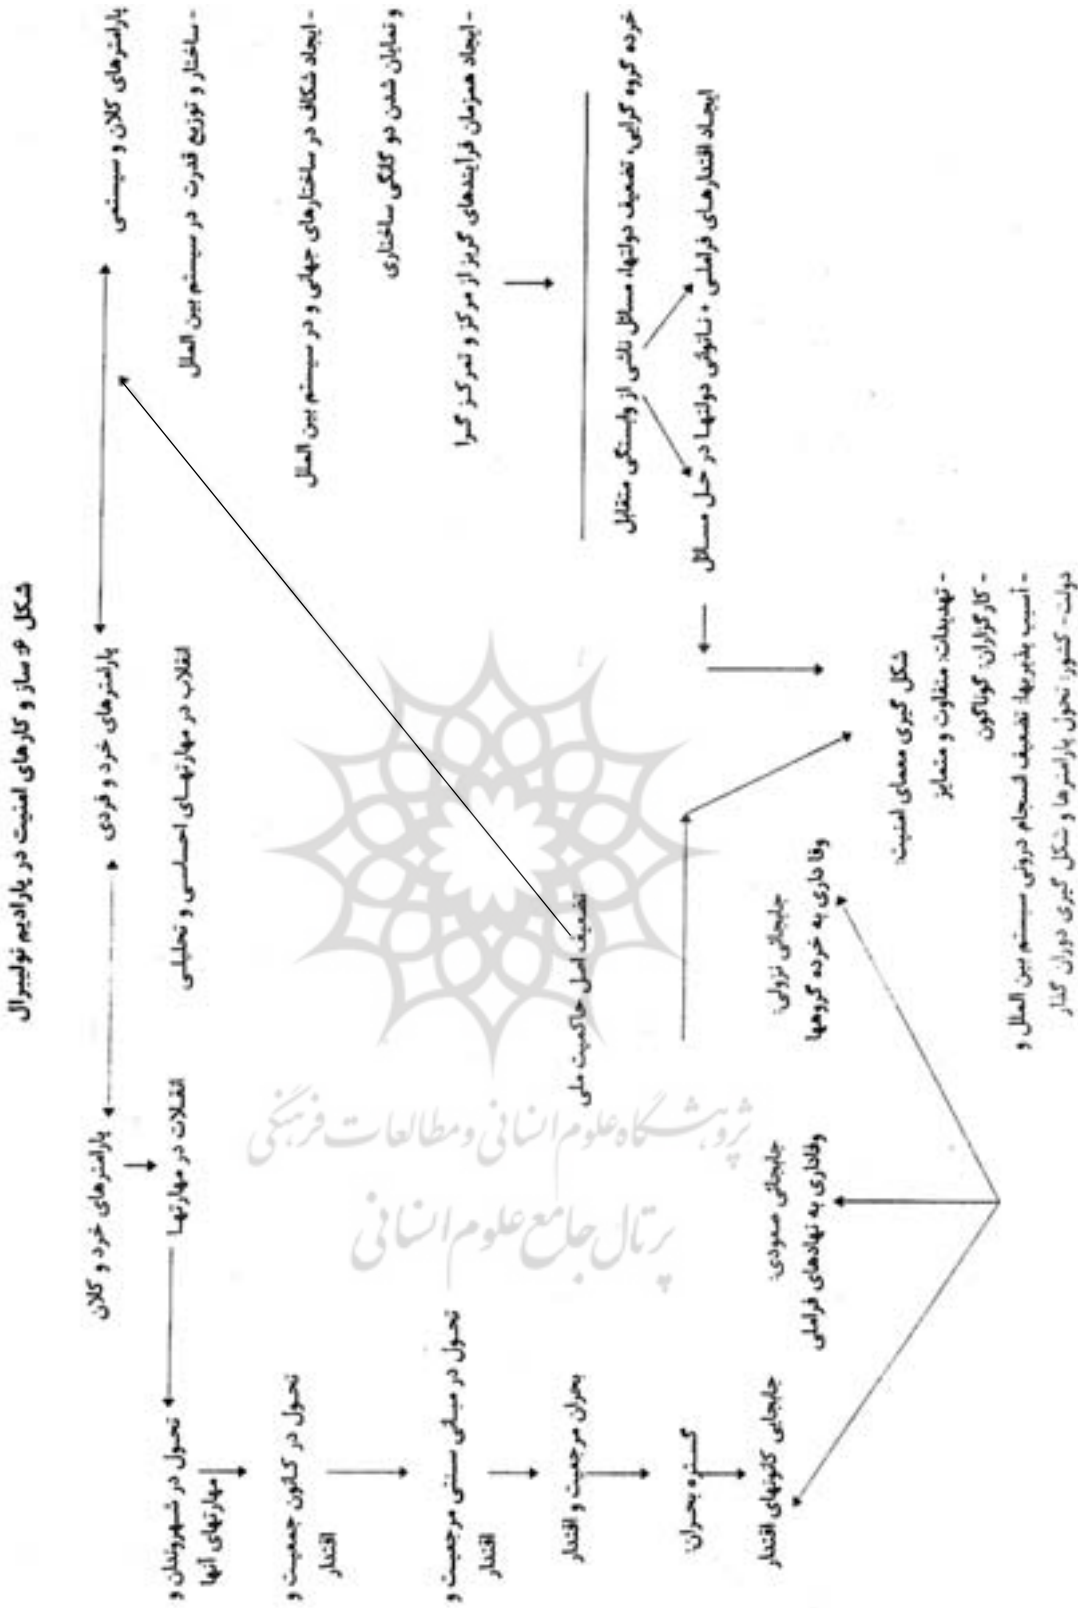 شکل ۶: ساز و کارهای امنیت در پارادیم نولیبرال
پارامترهای کلان و سیستمی
- ساختار و توزیع قدرت در سیستم بین الملل
- ایجاد شکاف در ساختارهای جهانی و در سیستم بین الملل
و نمایان شدن دو گانگی ساختاری
- ایجاد همزمان فرایندهای گریز از مرکز و تمرکز گرا
خرده گروه گرایی، تضعیف دولتها، مسائل ناشی از وابستگی متقابل
ایجاد اقتدارهای فراملی + ناتوانی دولتها در حل مسائل
پارامترهای خرد و فردی
انقلاب در مهارتهای احساسی و تحلیلی
تضعیف اصل حاکمیت ملی
پارامترهای خرد و کلان
انقلاب در مهارتها
تحول در شهروندان و
مهارتهای آنها
تحول در کانون جمعیت و
اقتدار
تحول در مبانی سنتی مرجعیت و
اقتدار
بحران مرجعیت و اقتدار
گستره بحران:
جابجایی کانونهای اقتدار
جابجائی صعودی:
وفاداری به نهادهای فراملی
جابجائی نزولی:
وفا داری به خرده گروهها
شکل گیری معمای امنیت:
- تهدیدات: متفاوت و متمایز
- کارگزاران: گوناگون
- آسیب پذیریها: تضعیف انسجام درونی سیستم بین الملل و
دولت - کشور: تحول پارامترها و شکل گیری دوران گذار
پژوهشگاه علوم انسانی و مطالعات فرهنگی
پرتال جامع علوم انسانی